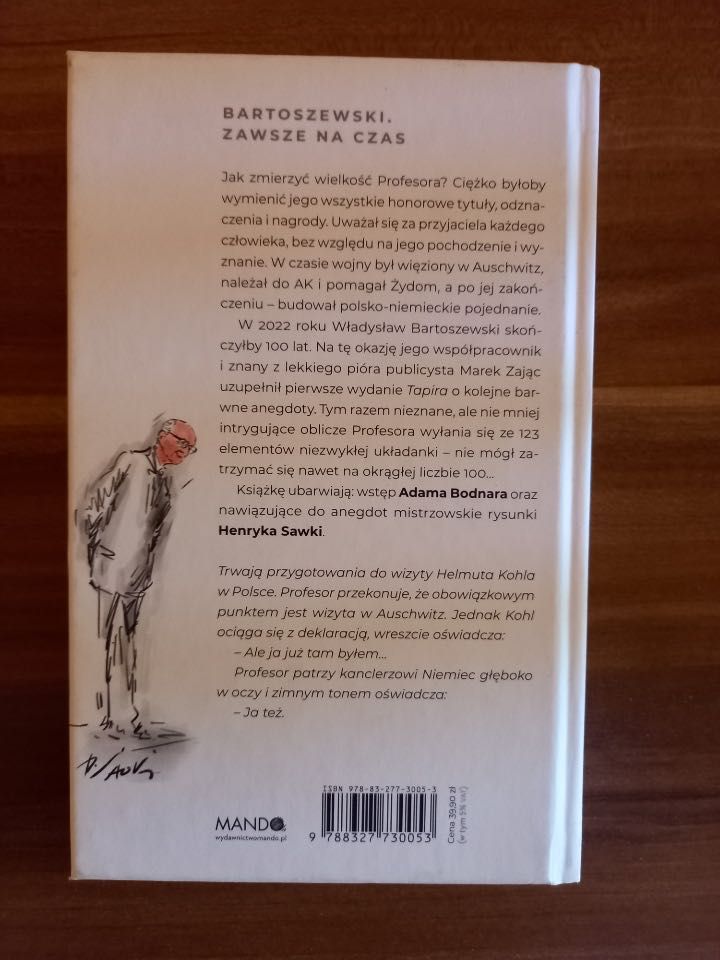 BARTOSZEWSKI.
ZAWSZE NA CZAS
Jak zmierzyć wielkość Profesora? Ciężko byłoby
wymienić jego wszystkie honorowe tytuły, odzna-
czenia i nagrody. Uważał się za przyjaciela każdego
człowieka, bez względu na jego pochodzenie i wy-
znanie. W czasie wojny był więziony w Auschwitz,
należał do AK i pomagał Żydom, a po jej zakoń-
czeniu – budował polsko-niemieckie pojednanie.
W 2022 roku Władysław Bartoszewski skoń-
czyłby 100 lat. Na tę okazję jego współpracownik
i znany z lekkiego pióra publicysta Marek Zając
uzupełnił pierwsze wydanie Tapira o kolejne bar-
wne anegdoty. Tym razem nieznane, ale nie mniej
intrygujące oblicze Profesora wyłania się ze 123
elementów niezwykłej układanki – nie mógł za-
trzymać się nawet na okrągłej liczbie 100...
Książkę ubarwiają: wstęp Adama Bodnara oraz
nawiązujące do anegdot mistrzowskie rysunki
Henryka Sawki.
Trwają przygotowania do wizyty Helmuta Kohla
w Polsce. Profesor przekonuje, że obowiązkowym
punktem jest wizyta w Auschwitz. Jednak Kohl
ociąga się z deklaracją, wreszcie oświadcza:
– Ale ja już tam byłem...
Profesor patrzy kanclerzowi Niemiec głęboko
w oczy i zimnym tonem oświadcza:
– Ja też.
MANDO
wydawnictwomando.pl
ISBN 978-83-277-3005-3
9 788327 730053
Cena 39,90 zł
(w tym 5% VAT)